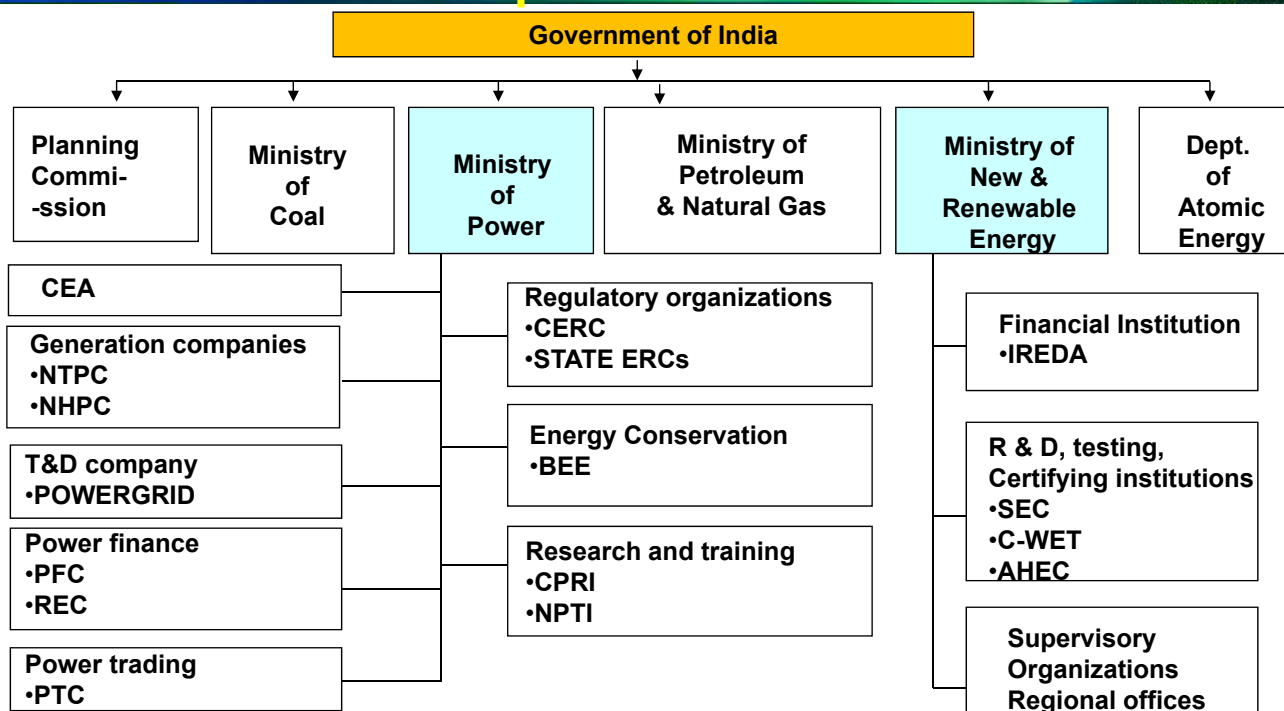 Government of India
Planning
Commi-
-ssion
Ministry
of
Coal
Ministry
of
Power
Ministry of
Petroleum
& Natural Gas
Ministry of
New &
Renewable
Energy
Dept.
of
Atomic
Energy
CEA
Generation companies
•NTPC
•NHPC
T&D company
•POWERGRID
Power finance
•PFC
•REC
Power trading
•PTC
Regulatory organizations
•CERC
•STATE ERCs
Energy Conservation
•BEE
Research and training
•CPRI
•NPTI
Financial Institution
•IREDA
R & D, testing,
Certifying institutions
•SEC
•C-WET
•AHEC
Supervisory
Organizations
Regional offices